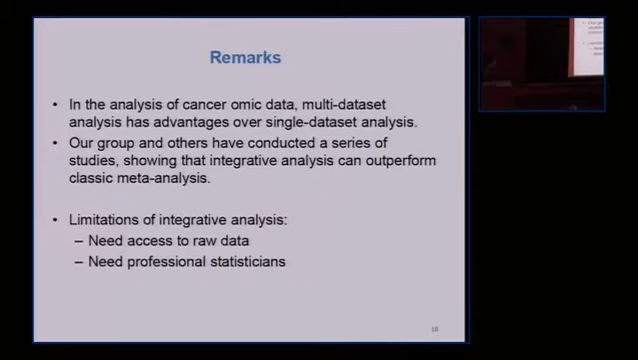 Remarks
• In the analysis of cancer omic data, multi-dataset
analysis has advantages over single-dataset analysis.
• Our group and others have conducted a series of
studies, showing that integrative analysis can outperform
classic meta-analysis.
• Limitations of integrative analysis:
– Need access to raw data
– Need professional statisticians
18